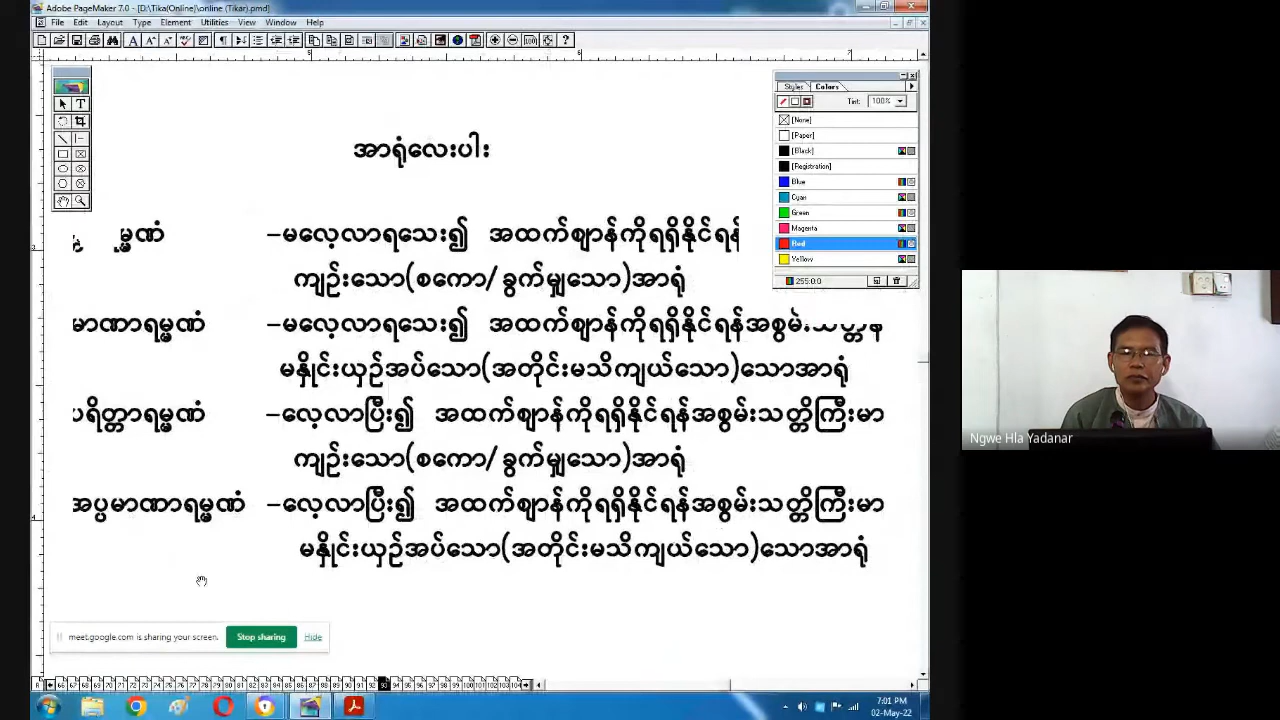 Adobe PageMaker 7.0 - [D:\Tika(Online)\online (Tikar).pmd]
File Edit Layout Type Element Utilities View Window Help
Styles Colors
Tint: 100%
[None]
[Paper]
[Black]
[Registration]
Blue
Cyan
Green
Magenta
Red
Yellow
255:0:0
အာရုံလေးပါး
–မလေ့လာရသေး၍ အထက်ဈာန်ကိုရရှိနိုင်ရန်
ကျဉ်းသော(စကော/ ခွက်မျှသော)အာရုံ
မာဏာရမ္မဏံ –မလေ့လာရသေး၍ အထက်ဈာန်ကိုရရှိနိုင်ရန်အစွမ်းသတ္တိန
မနှိုင်းယှဉ်အပ်သော(အတိုင်းမသိကျယ်သော)သောအာရုံ
ပရိတ္တာရမ္မဏံ –လေ့လာပြီး၍ အထက်ဈာန်ကိုရရှိနိုင်ရန်အစွမ်းသတ္တိကြီးမာ
ကျဉ်းသော(စကော/ ခွက်မျှသော)အာရုံ
အပ္ပမာဏာရမ္မဏံ –လေ့လာပြီး၍ အထက်ဈာန်ကိုရရှိနိုင်ရန်အစွမ်းသတ္တိကြီးမာ
မနှိုင်းယှဉ်အပ်သော(အတိုင်းမသိကျယ်သော)သောအာရုံ
Ngwe Hla Yadanar
meet.google.com is sharing your screen. Stop sharing Hide
7:01 PM
02-May-22